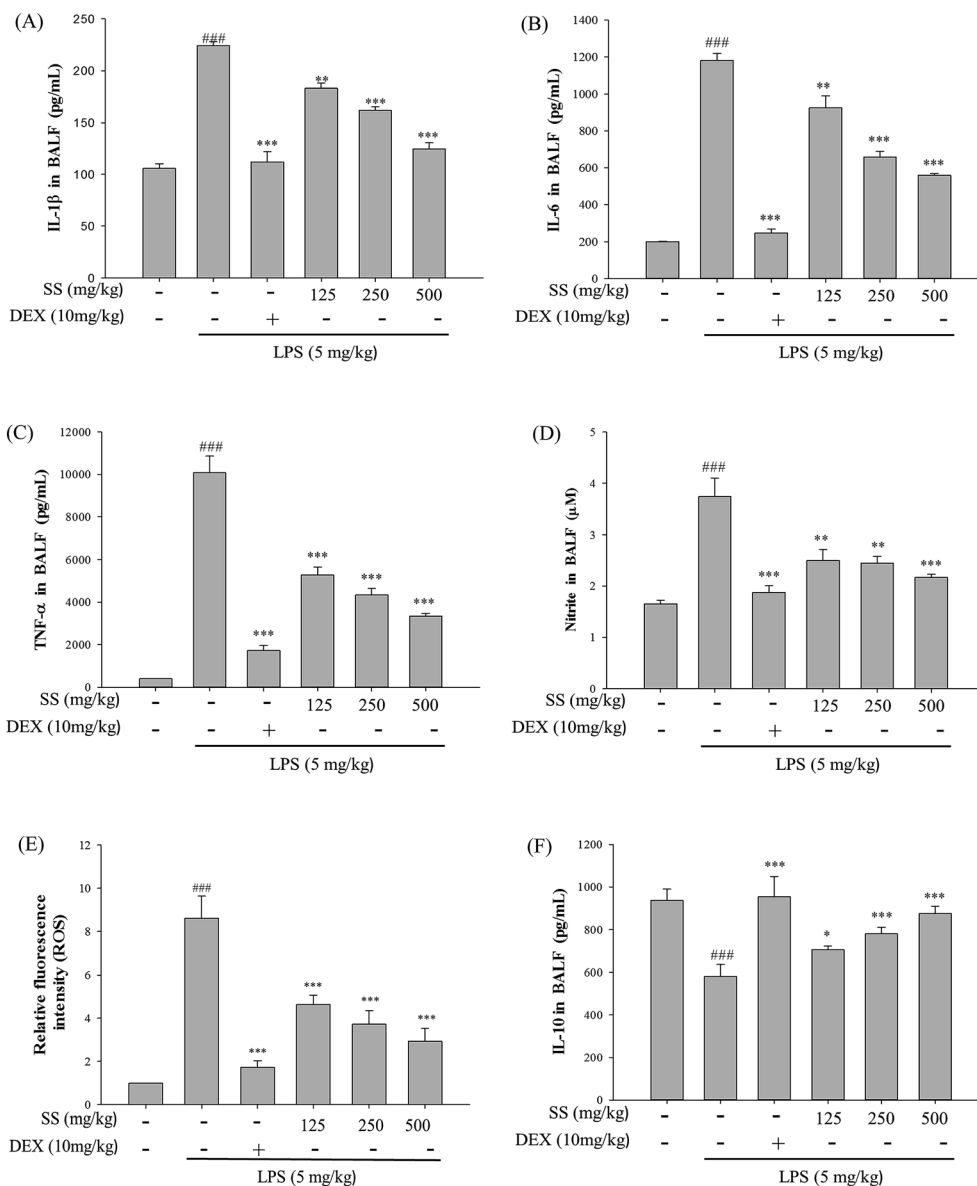 (A)
IL-1β in BALF (pg/mL)
250
200
150
100
50
0
###
***
**
***
***
SS (mg/kg) - - - 125 250 500
DEX (10mg/kg) - - + - - -
LPS (5 mg/kg)
(B)
IL-6 in BALF (pg/mL)
1400
1200
1000
800
600
400
200
0
###
***
**
***
***
SS (mg/kg) - - - 125 250 500
DEX (10mg/kg) - - + - - -
LPS (5 mg/kg)
(C)
TNF-α in BALF (pg/mL)
12000
10000
8000
6000
4000
2000
0
###
***
***
***
***
SS (mg/kg) - - - 125 250 500
DEX (10mg/kg) - - + - - -
LPS (5 mg/kg)
(D)
Nitrite in BALF (μM)
5
4
3
2
1
0
###
***
**
**
***
SS (mg/kg) - - - 125 250 500
DEX (10mg/kg) - - + - - -
LPS (5 mg/kg)
(E)
Relative fluorescence
intensity (ROS)
12
10
8
6
4
2
0
###
***
***
***
***
SS (mg/kg) - - - 125 250 500
DEX (10mg/kg) - - + - - -
LPS (5 mg/kg)
(F)
IL-10 in BALF (pg/mL)
1200
1000
800
600
400
200
0
###
***
*
***
***
SS (mg/kg) - - - 125 250 500
DEX (10mg/kg) - - + - - -
LPS (5 mg/kg)